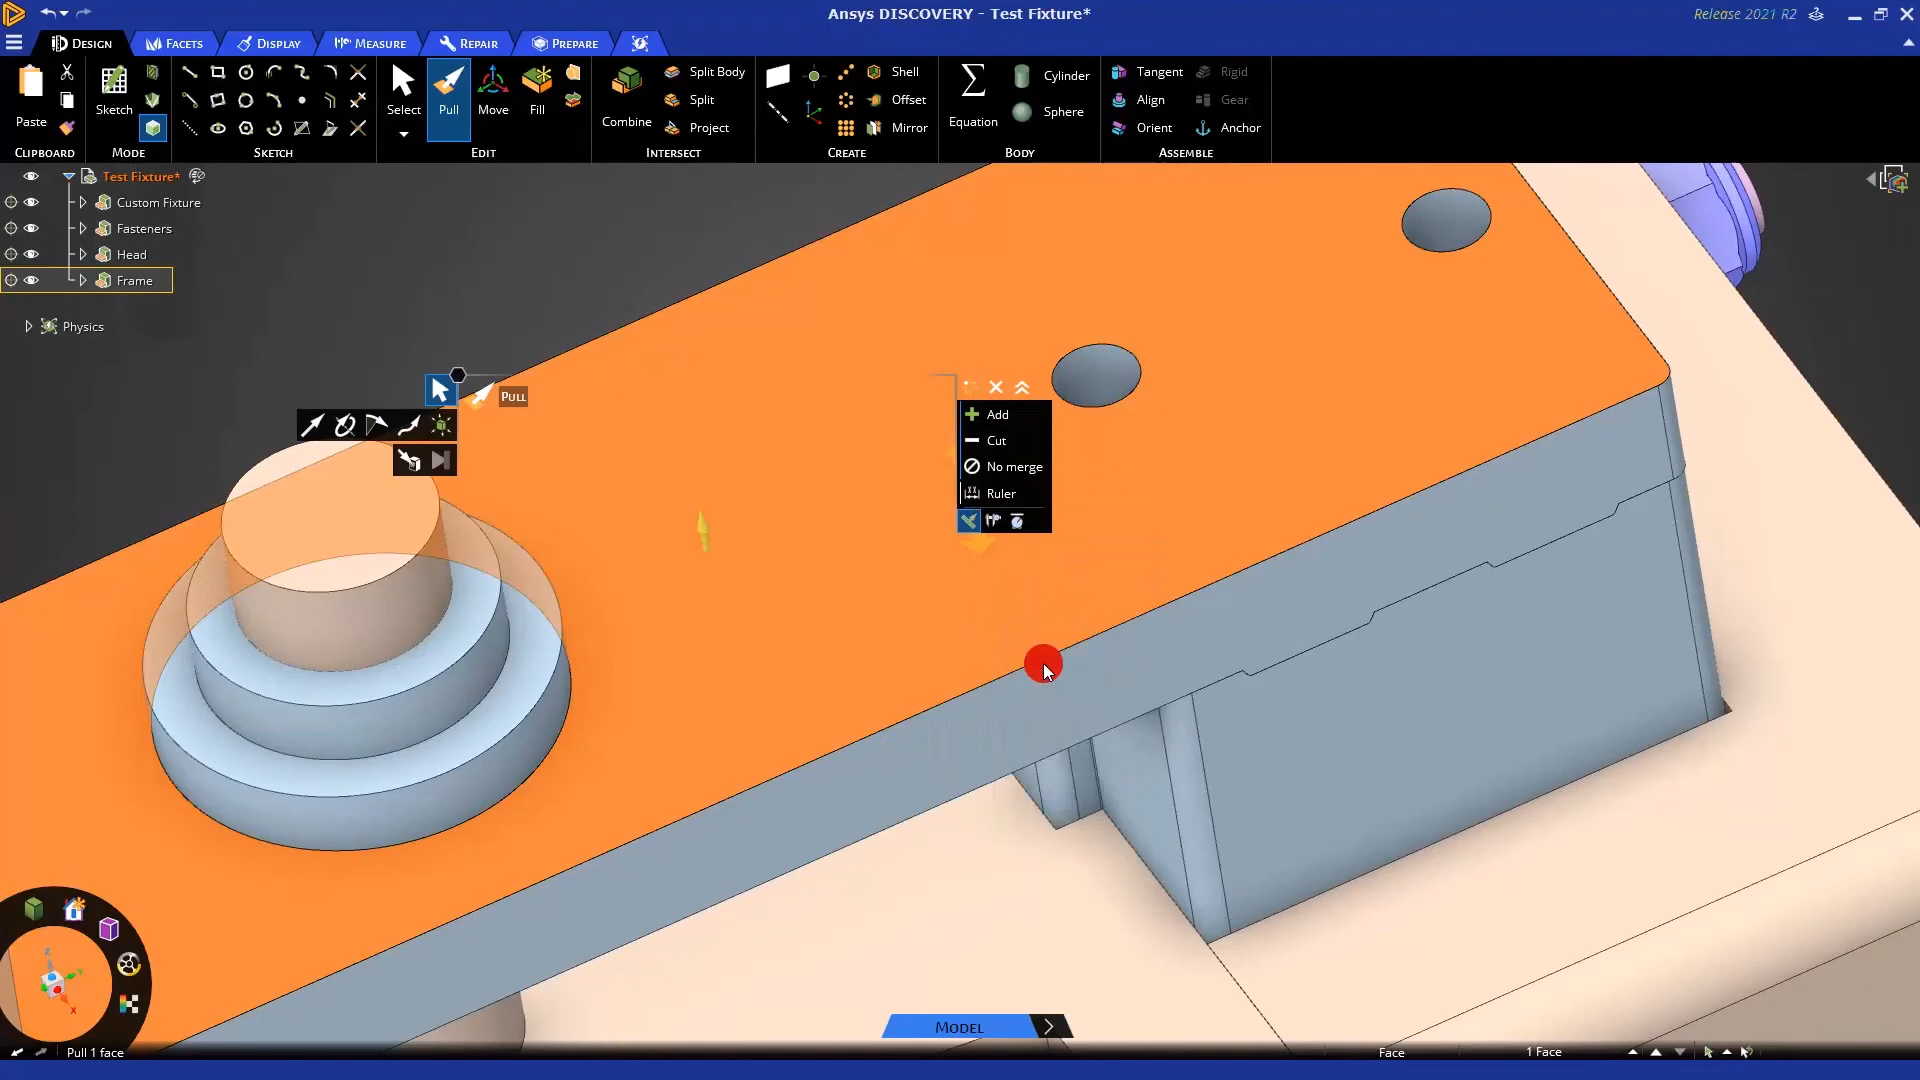 Ansys DISCOVERY - Test Fixture*
Release 2021 R2
DESIGN FACETS DISPLAY MEASURE REPAIR PREPARE
Paste
CLIPBOARD
Sketch
MODE
SKETCH
Select Pull Move Fill
EDIT
Combine
Split Body
Split
Project
INTERSECT
Shell
Offset
Mirror
CREATE
Equation
Cylinder
Sphere
BODY
Tangent Rigid
Align Gear
Orient Anchor
ASSEMBLE
Test Fixture*
Custom Fixture
Fasteners
Head
Frame
Physics
PULL
Add
Cut
No merge
Ruler
Z
Y
X
MODEL
Pull 1 face
Face
1 Face